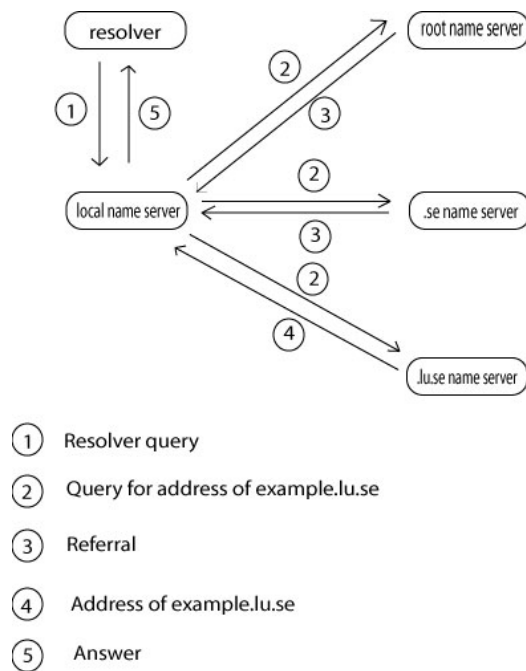 resolver
root name server
2
1
5
3
2
local name server
.se name server
3
2
4
.lu.se name server
1 Resolver query
2 Query for address of example.lu.se
3 Referral
4 Address of example.lu.se
5 Answer